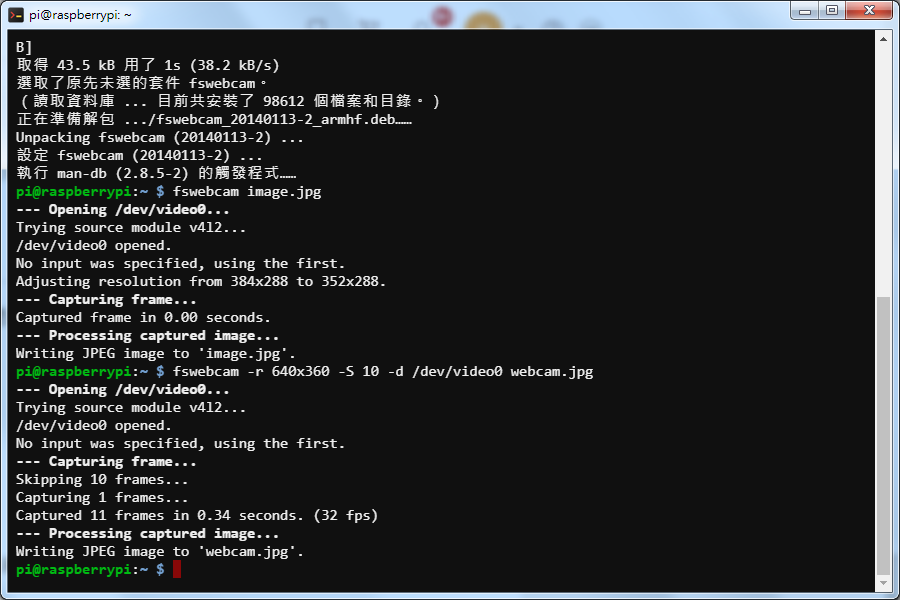 pi@raspberrypi: ~
B]
取得 43.5 kB 用了 1s (38.2 kB/s)
選取了原先未選的套件 fswebcam。
（讀取資料庫 ... 目前共安裝了 98612 個檔案和目錄。）
正在準備解包 .../fswebcam_20140113-2_armhf.deb……
Unpacking fswebcam (20140113-2) ...
設定 fswebcam (20140113-2) ...
執行 man-db (2.8.5-2) 的觸發程式……
pi@raspberrypi:~ $ fswebcam image.jpg
--- Opening /dev/video0...
Trying source module v4l2...
/dev/video0 opened.
No input was specified, using the first.
Adjusting resolution from 384x288 to 352x288.
--- Capturing frame...
Captured frame in 0.00 seconds.
--- Processing captured image...
Writing JPEG image to 'image.jpg'.
pi@raspberrypi:~ $ fswebcam -r 640x360 -S 10 -d /dev/video0 webcam.jpg
--- Opening /dev/video0...
Trying source module v4l2...
/dev/video0 opened.
No input was specified, using the first.
--- Capturing frame...
Skipping 10 frames...
Capturing 1 frames...
Captured 11 frames in 0.34 seconds. (32 fps)
--- Processing captured image...
Writing JPEG image to 'webcam.jpg'.
pi@raspberrypi:~ $